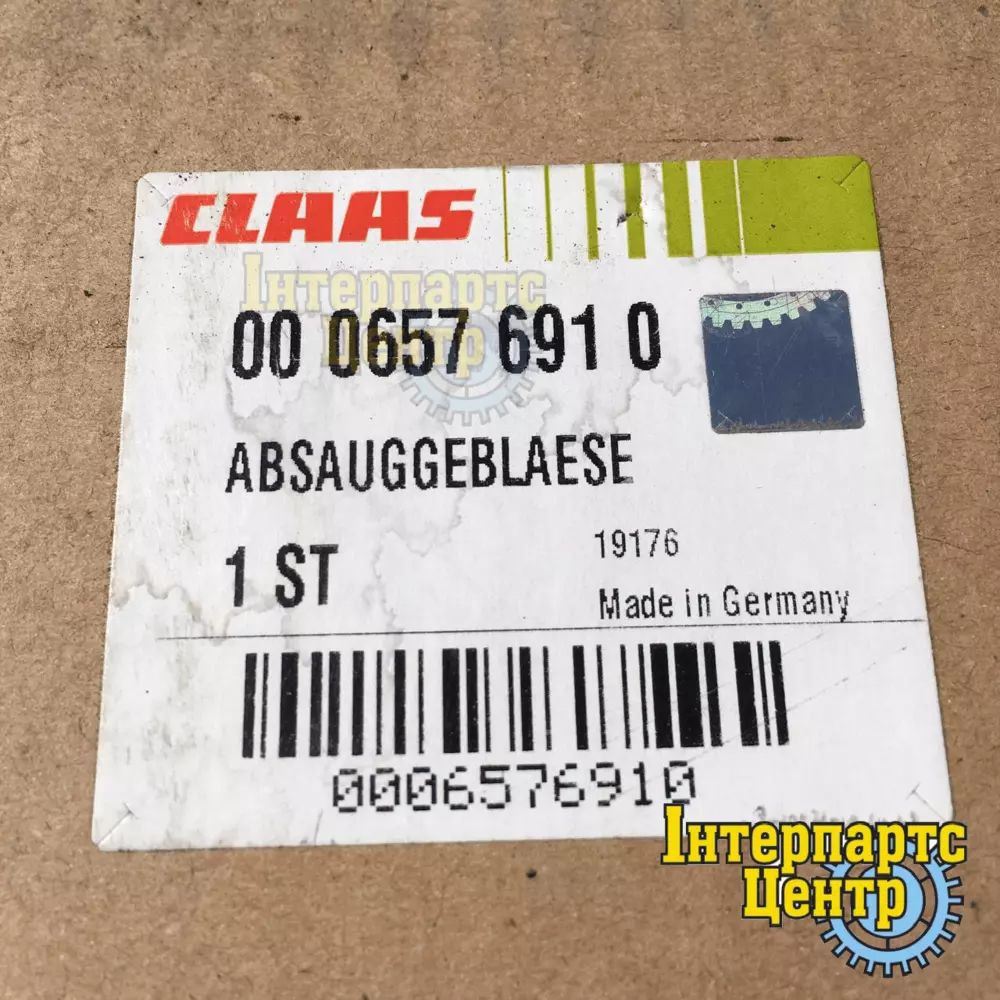 CLAAS
Інтерпартс
Центр
00 0657 691 0
ABSAUGGEBLAESE
1 ST
19176
Made in Germany
0006576910
Інтерпартс
Центр